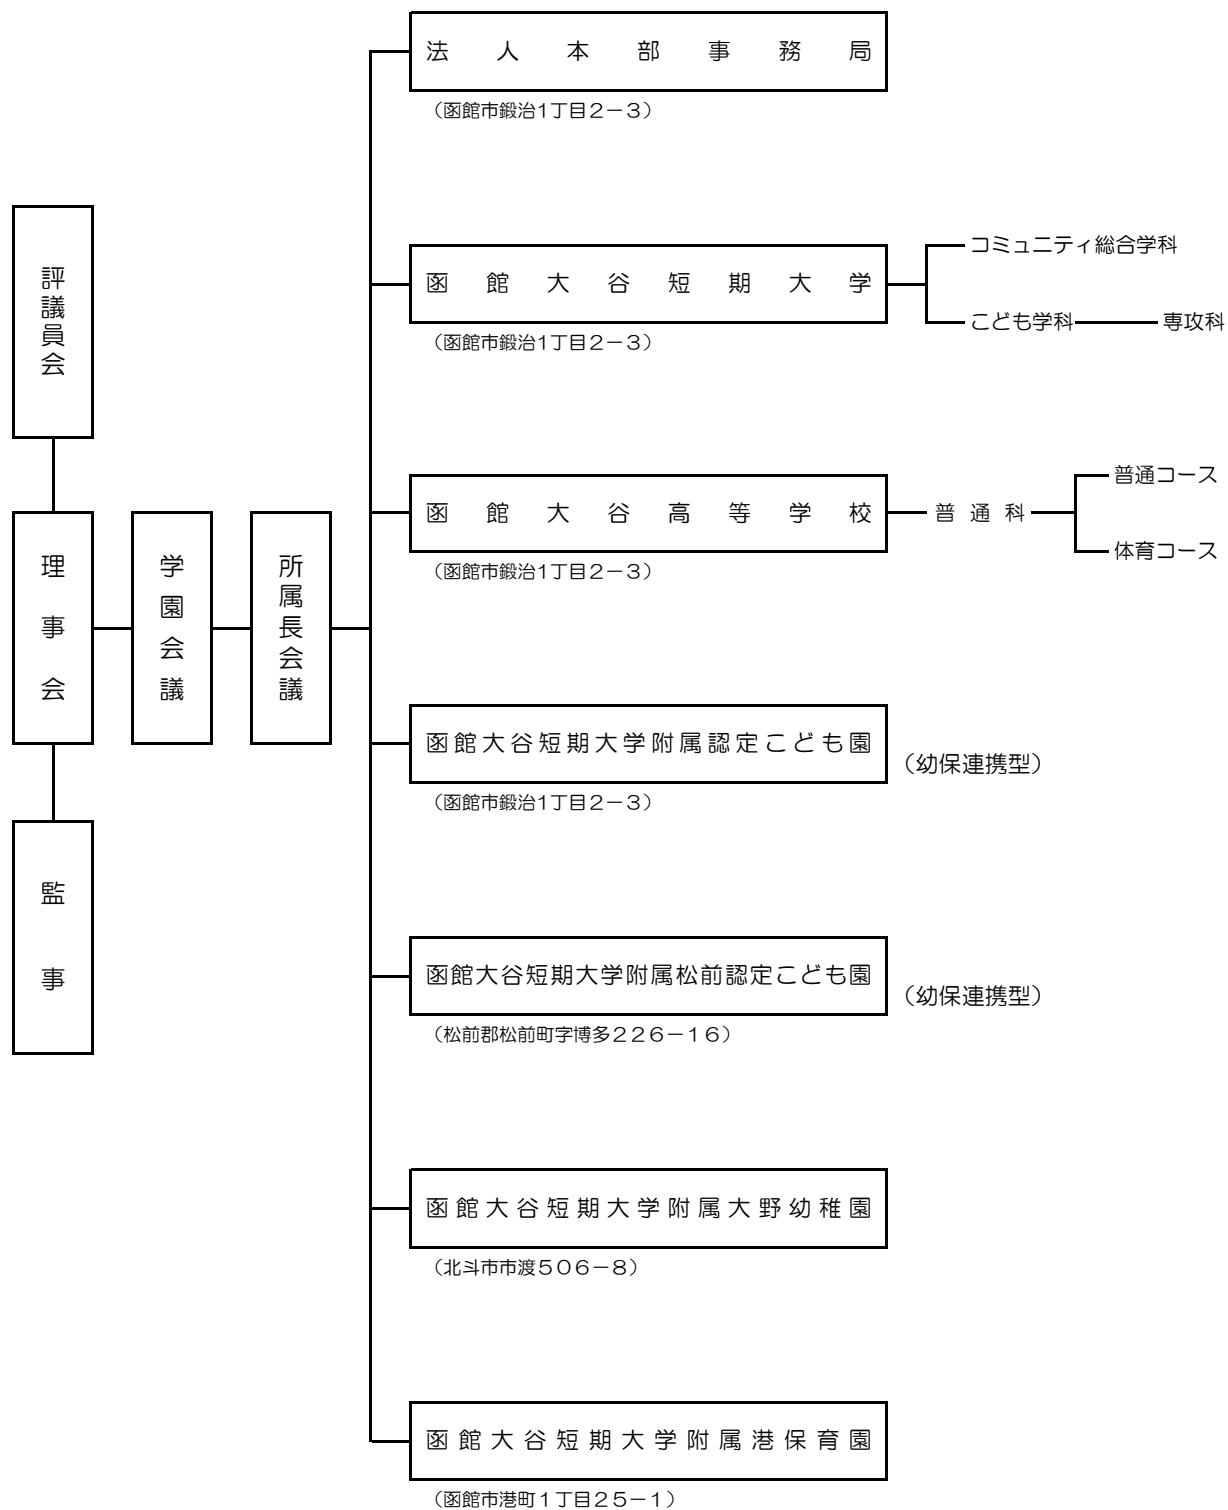 評議員会
理事会
監事
学園会議
所属長会議
法人本部事務局
（函館市鍛治1丁目２－３）
函館大谷短期大学
（函館市鍛治1丁目２－３）
コミュニティ総合学科
こども学科
専攻科
函館大谷高等学校
（函館市鍛治1丁目２－３）
普通科
普通コース
体育コース
函館大谷短期大学附属認定こども園
（幼保連携型）
（函館市鍛治1丁目２－３）
函館大谷短期大学附属松前認定こども園
（幼保連携型）
（松前郡松前町字博多２２６－１６）
函館大谷短期大学附属大野幼稚園
（北斗市市渡５０６－８）
函館大谷短期大学附属港保育園
（函館市港町１丁目２５－１）